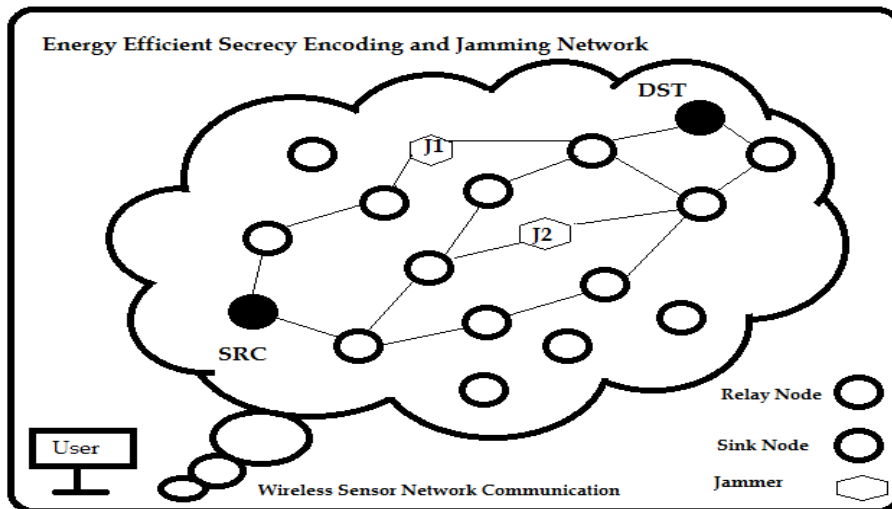 Energy Efficient Secrecy Encoding and Jamming Network
DST
J1
J2
SRC
Relay Node
User
Sink Node
Wireless Sensor Network Communication
Jammer